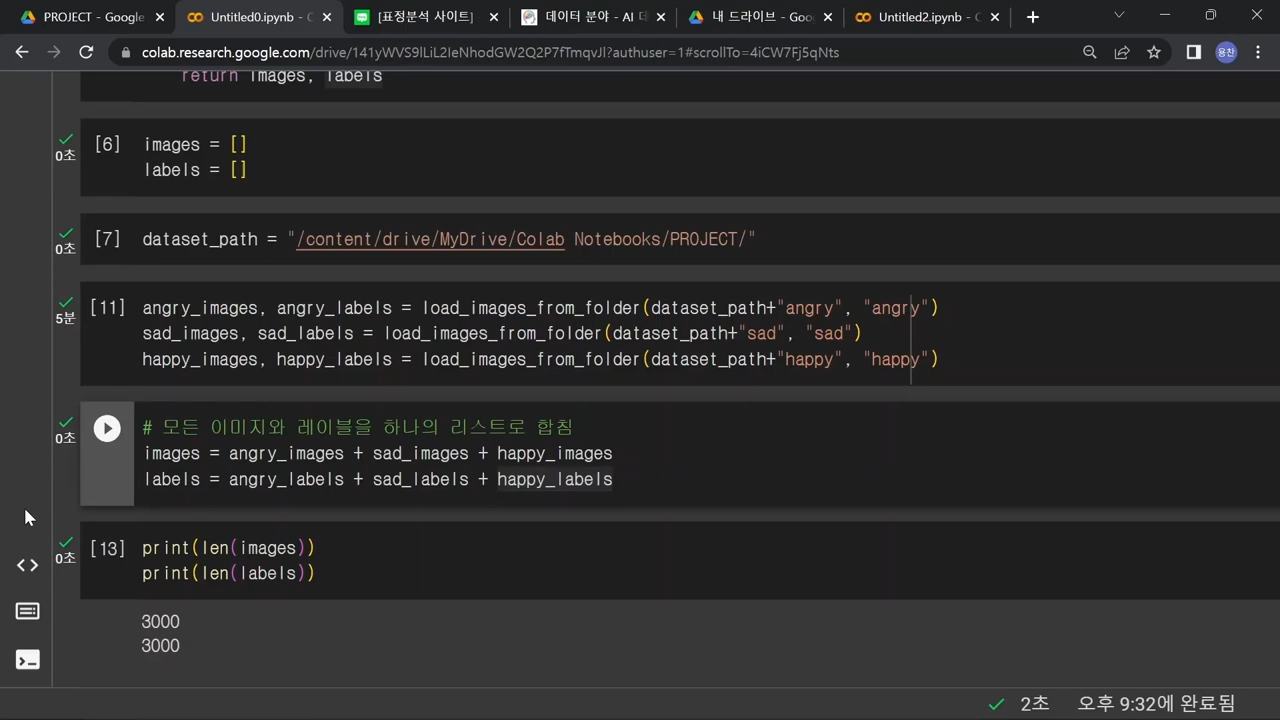 PROJECT - Google
Untitled0.ipynb - C
[표정분석 사이트]
데이터 분야 - AI 데
내 드라이브 - Goo
Untitled2.ipynb - C
colab.research.google.com/drive/141yWVS9lLiL2IeNhodGW2Q2P7fTmqvJl?authuser=1#scrollTo=4iCW7Fj5qNts
용찬
return images, labels
0초
[6] images = []
labels = []
0초
[7] dataset_path = "/content/drive/MyDrive/Colab Notebooks/PROJECT/"
5분
[11] angry_images, angry_labels = load_images_from_folder(dataset_path+"angry", "angry")
sad_images, sad_labels = load_images_from_folder(dataset_path+"sad", "sad")
happy_images, happy_labels = load_images_from_folder(dataset_path+"happy", "happy")
0초
# 모든 이미지와 레이블을 하나의 리스트로 합침
images = angry_images + sad_images + happy_images
labels = angry_labels + sad_labels + happy_labels
0초
[13] print(len(images))
print(len(labels))
3000
3000
2초 오후 9:32에 완료됨